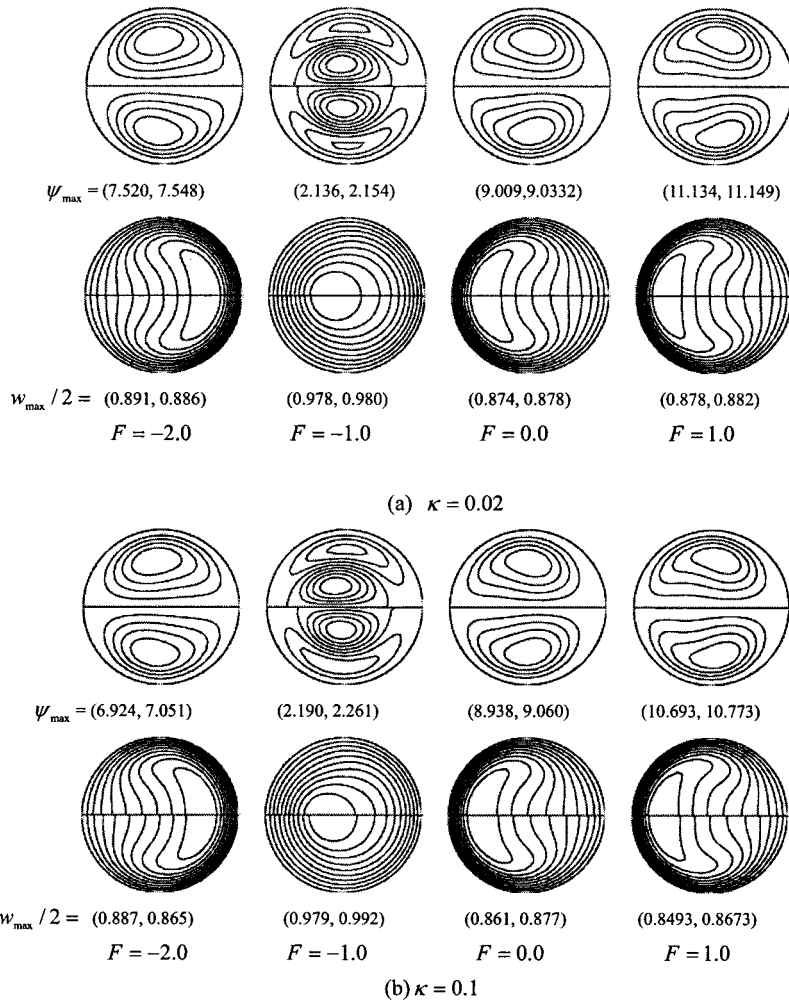 ψmax = (7.520, 7.548) (2.136, 2.154) (9.009,9.0332) (11.134, 11.149)
wmax /2 = (0.891, 0.886) (0.978, 0.980) (0.874, 0.878) (0.878, 0.882)
F = −2.0 F = −1.0 F = 0.0 F = 1.0
(a) κ = 0.02
ψmax = (6.924, 7.051) (2.190, 2.261) (8.938, 9.060) (10.693, 10.773)
wmax /2 = (0.887, 0.865) (0.979, 0.992) (0.861, 0.877) (0.8493, 0.8673)
F = −2.0 F = −1.0 F = 0.0 F = 1.0
(b) κ = 0.1